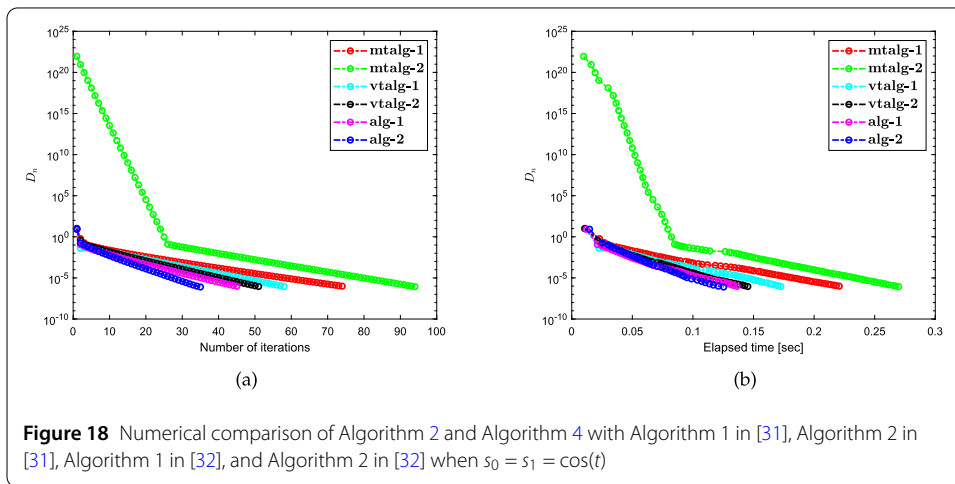 10^25
10^20
10^15
10^10
10^5
10^0
10^-5
10^-10
D_n
0 10 20 30 40 50 60 70 80 90 100
Number of iterations
mtalg-1
mtalg-2
vtalg-1
vtalg-2
alg-1
alg-2
(a)
10^25
10^20
10^15
10^10
10^5
10^0
10^-5
10^-10
D_n
0 0.05 0.1 0.15 0.2 0.25 0.3
Elapsed time [sec]
mtalg-1
mtalg-2
vtalg-1
vtalg-2
alg-1
alg-2
(b)
Figure 18 Numerical comparison of Algorithm 2 and Algorithm 4 with Algorithm 1 in [31], Algorithm 2 in
[31], Algorithm 1 in [32], and Algorithm 2 in [32] when s₀ = s₁ = cos(t)